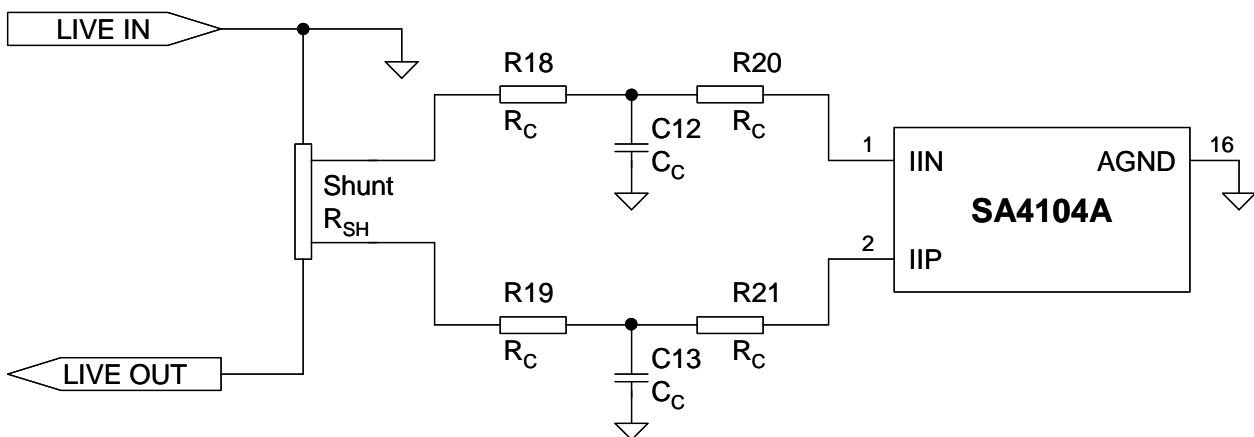 LIVE IN
R18
R20
RC
C12
CC
RC
1
IIN
AGND
16
Shunt
RSH
SA4104A
2
IIP
R19
R21
RC
C13
CC
RC
LIVE OUT